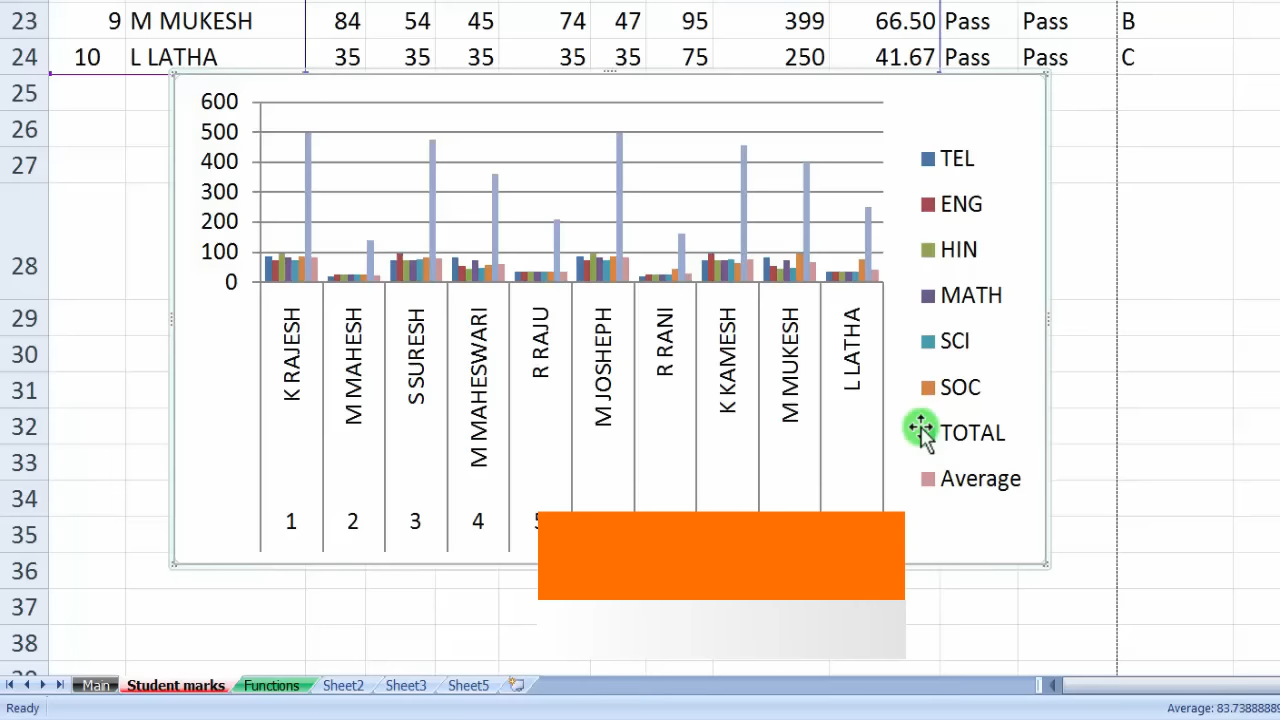 23 9 M MUKESH 84 54 45 74 47 95 399 66.50 Pass Pass B
24 10 L LATHA 35 35 35 35 35 75 250 41.67 Pass Pass C
25
26
27
28
29
30
31
32
33
34
35
36
37
38
600
500
400
300
200
100
0
K RAJESH
M MAHESH
S SURESH
M MAHESWARI
R RAJU
M JOSHEPH
R RANI
K KAMESH
M MUKESH
L LATHA
1 2 3 4
TEL
ENG
HIN
MATH
SCI
SOC
TOTAL
Average
Main Student marks Functions Sheet2 Sheet3 Sheet5
Ready Average: 83.73888889